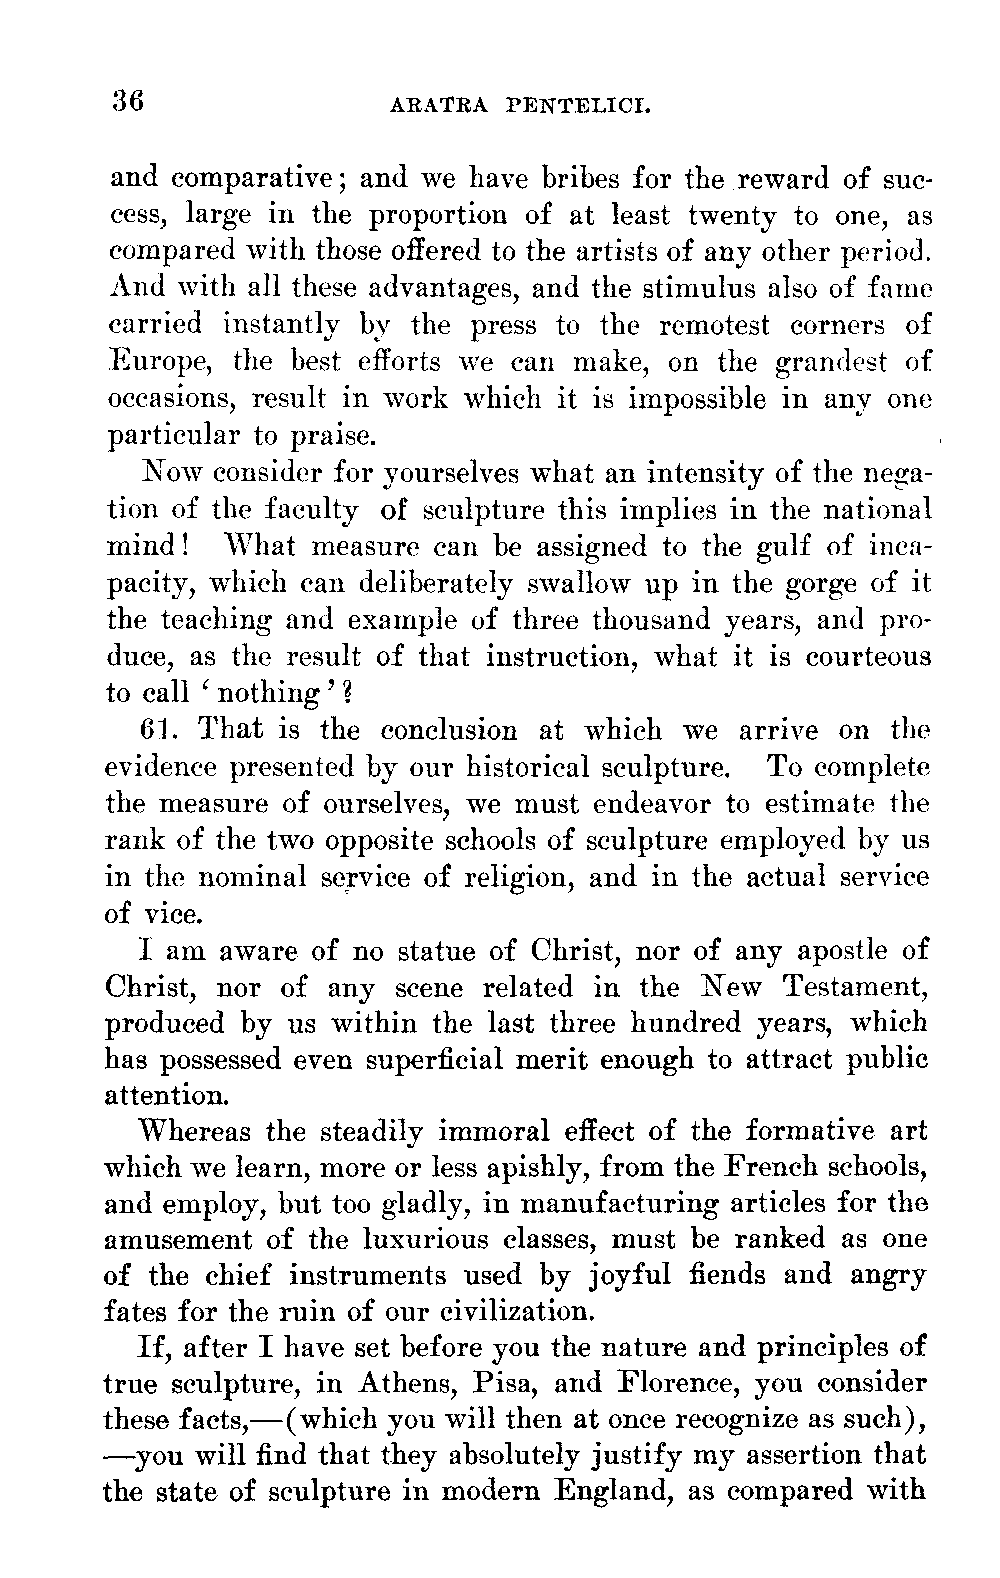 36 ARATRA PENTELICI.
and comparative; and we have bribes for the reward of suc-
cess, large in the proportion of at least twenty to one, as
compared with those offered to the artists of any other period.
And with all these advantages, and the stimulus also of fame
carried instantly by the press to the remotest corners of
Europe, the best efforts we can make, on the grandest of
occasions, result in work which it is impossible in any one
particular to praise.
Now consider for yourselves what an intensity of the nega-
tion of the faculty of sculpture this implies in the national
mind! What measure can be assigned to the gulf of inca-
pacity, which can deliberately swallow up in the gorge of it
the teaching and example of three thousand years, and pro-
duce, as the result of that instruction, what it is courteous
to call ‘nothing’?
61. That is the conclusion at which we arrive on the
evidence presented by our historical sculpture. To complete
the measure of ourselves, we must endeavor to estimate the
rank of the two opposite schools of sculpture employed by us
in the nominal service of religion, and in the actual service
of vice.
I am aware of no statue of Christ, nor of any apostle of
Christ, nor of any scene related in the New Testament,
produced by us within the last three hundred years, which
has possessed even superficial merit enough to attract public
attention.
Whereas the steadily immoral effect of the formative art
which we learn, more or less apishly, from the French schools,
and employ, but too gladly, in manufacturing articles for the
amusement of the luxurious classes, must be ranked as one
of the chief instruments used by joyful fiends and angry
fates for the ruin of our civilization.
If, after I have set before you the nature and principles of
true sculpture, in Athens, Pisa, and Florence, you consider
these facts,—(which you will then at once recognize as such),
—you will find that they absolutely justify my assertion that
the state of sculpture in modern England, as compared with